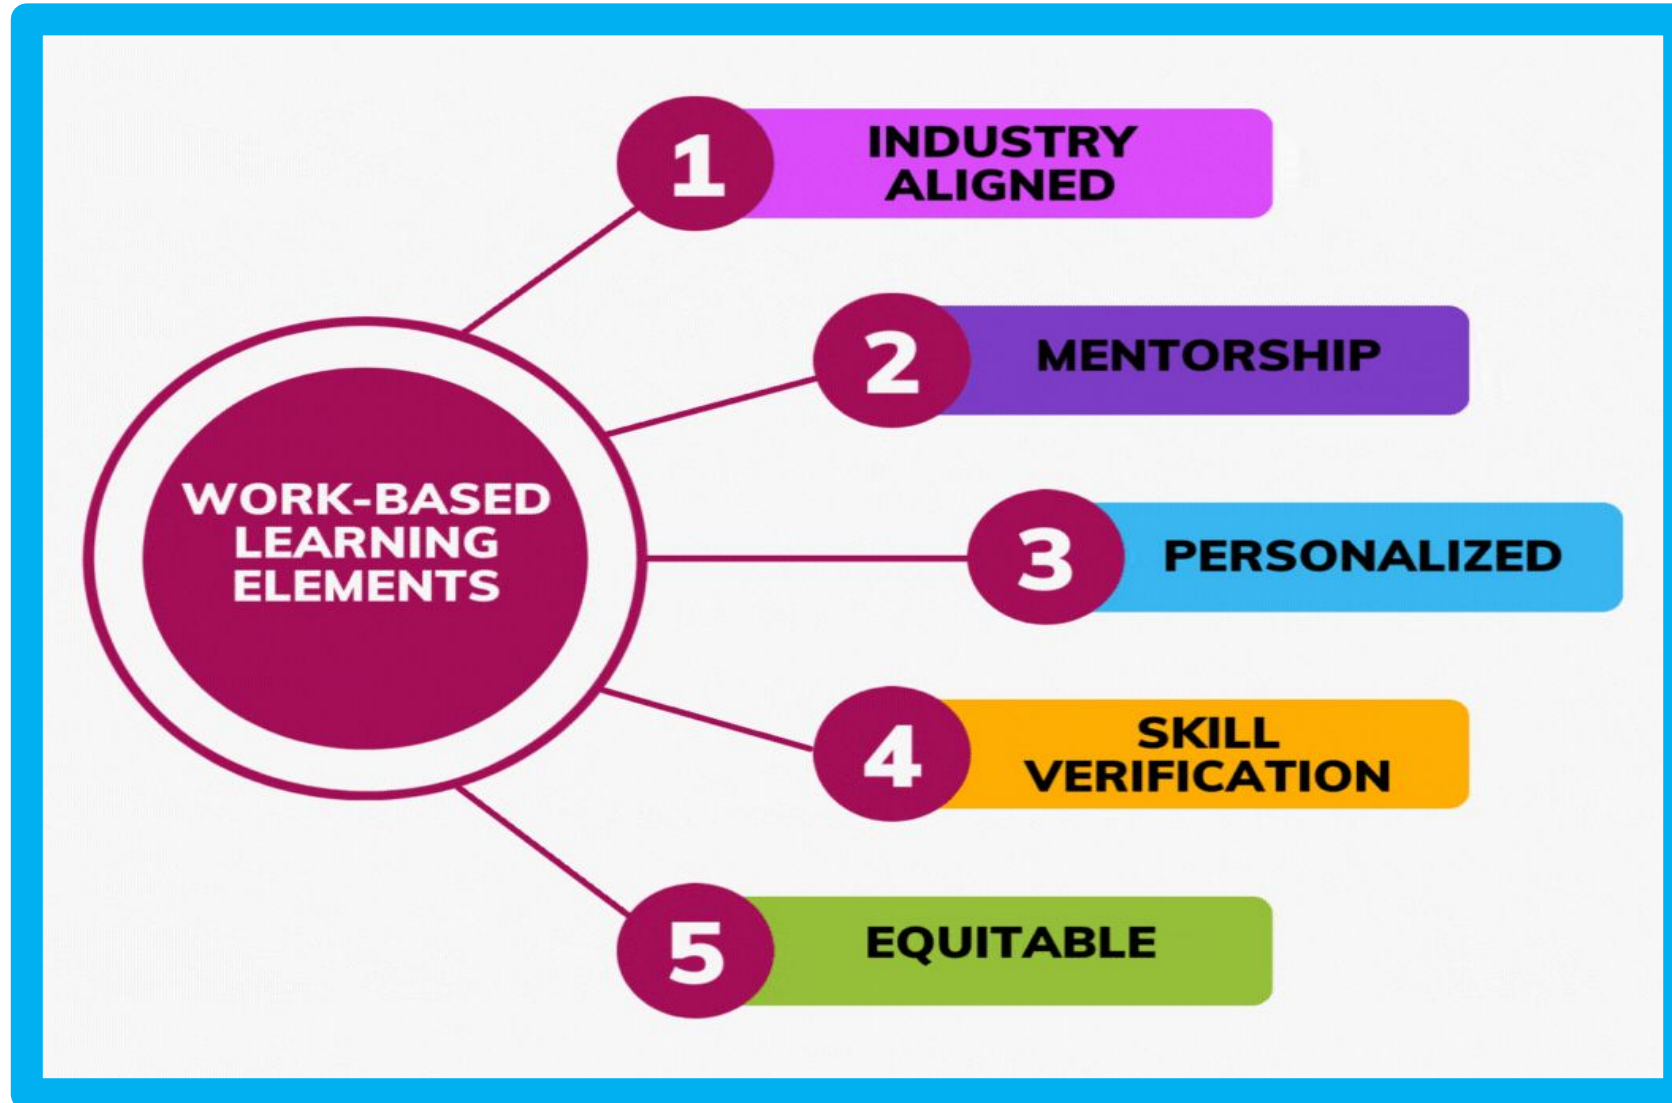 1
INDUSTRY
ALIGNED
2
MENTORSHIP
WORK-BASED
LEARNING
ELEMENTS
3
PERSONALIZED
4
SKILL
VERIFICATION
5
EQUITABLE